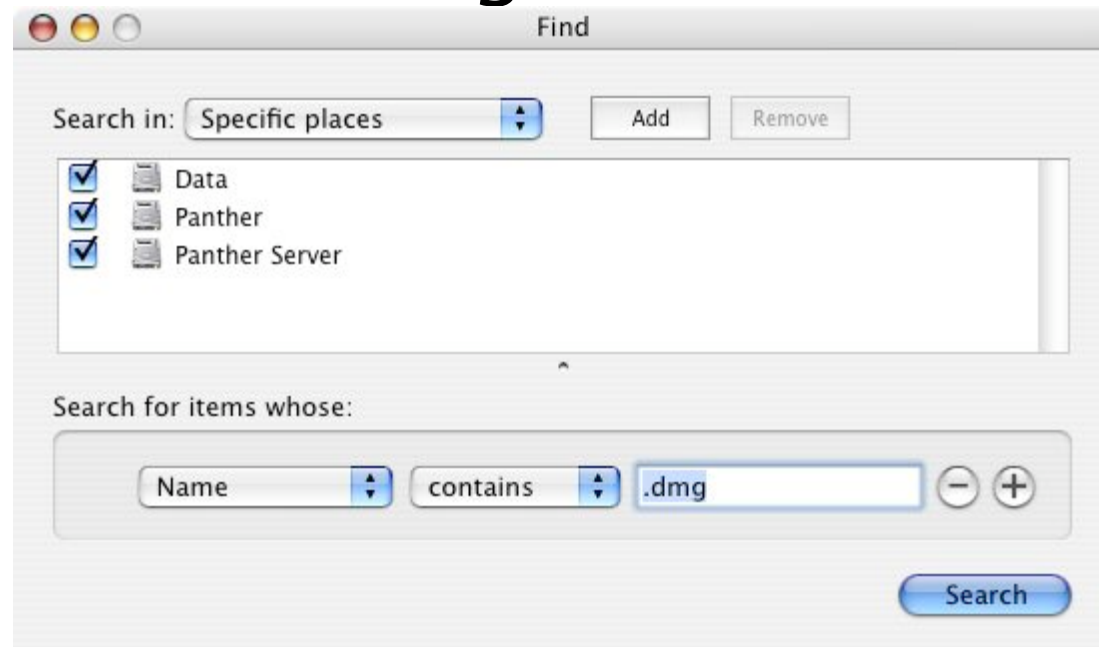 Find
Search in: Specific places Add Remove
Data
Panther
Panther Server
Search for items whose:
Name contains .dmg
Search